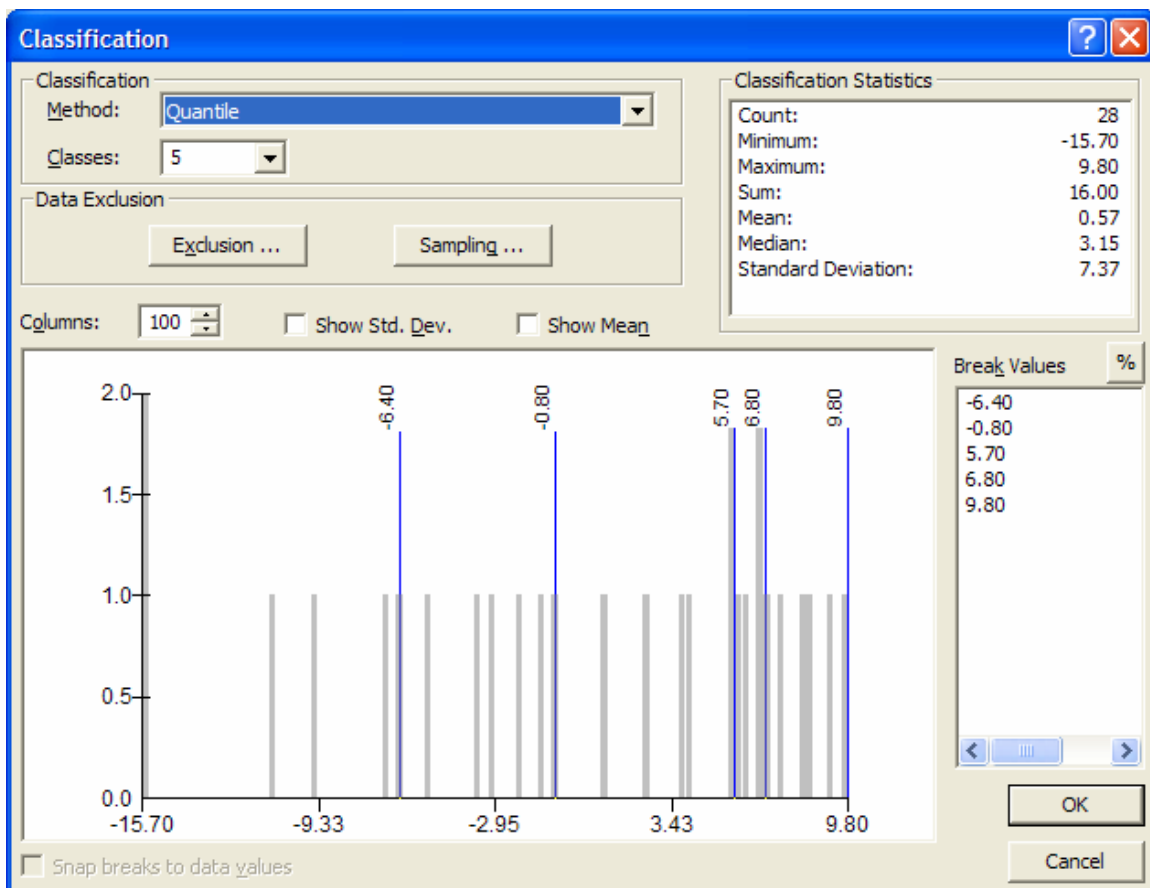 Classification
Classification
Method: Quantile
Classes: 5
Data Exclusion
Exclusion ...
Sampling ...
Classification Statistics
Count: 28
Minimum: -15.70
Maximum: 9.80
Sum: 16.00
Mean: 0.57
Median: 3.15
Standard Deviation: 7.37
Columns: 100
Show Std. Dev.
Show Mean
Break Values
%
-6.40
-0.80
5.70
6.80
9.80
-6.40
-0.80
5.70
6.80
9.80
2.0
1.5
1.0
0.5
0.0
-15.70 -9.33 -2.95 3.43 9.80
Snap breaks to data values
OK
Cancel